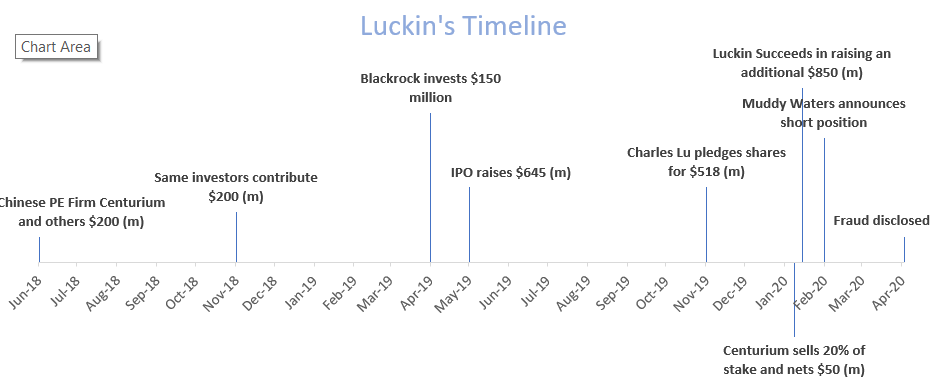 Luckin's Timeline
Chart Area
Luckin Succeeds in raising an
additional $850 (m)
Blackrock invests $150
million
Muddy Waters announces
short position
Charles Lu pledges shares
for $518 (m)
IPO raises $645 (m)
Same investors contribute
$200 (m)
Chinese PE Firm Centurium
and others $200 (m)
Fraud disclosed
Jun-18
Jul-18
Aug-18
Sep-18
Oct-18
Nov-18
Dec-18
Jan-19
Feb-19
Mar-19
Apr-19
May-19
Jun-19
Jul-19
Aug-19
Sep-19
Oct-19
Nov-19
Dec-19
Jan-20
Feb-20
Mar-20
Apr-20
Centurium sells 20% of
stake and nets $50 (m)